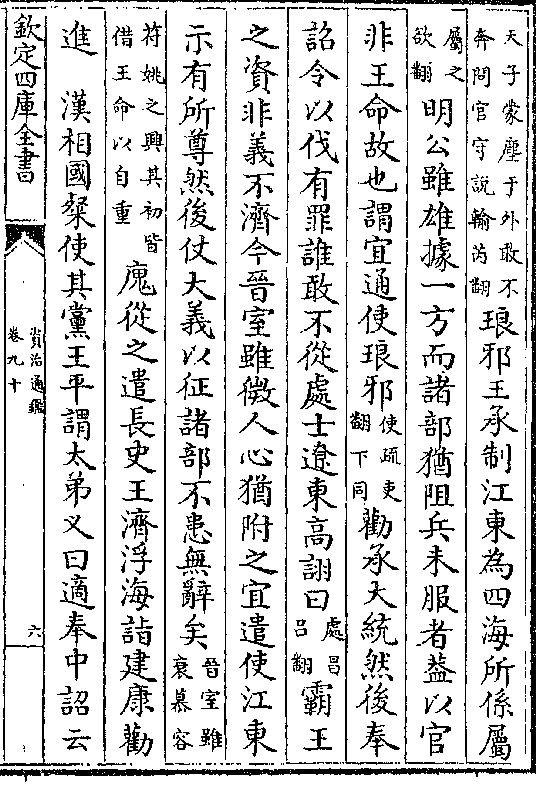 天子蒙塵于外敢不
奔問官守説輸芮翻
琅邪王承制江東為四海所係屬
屬之
欲翻
明公雖雄據一方而諸部猶阻兵未服者葢以官
非王命故也謂宜通使琅邪
使疏吏
翻下同
勸承大統然後奉
詔令以伐有罪誰敢不從處士遼東高詡曰
處昌
吕翻
霸王
之資非義不濟今晉室雖微人心猶附之宜遣使江東
示有所尊然後仗大義以征諸部不患無辭矣
晉室雖
衰慕容
符姚之興其初皆
借王命以自重
廆從之遣長史王濟浮海詣建康勸
進
漢相國粲使其黨王平謂太弟乂曰適奉中詔云
欽定四庫全書
資治通鑑
卷九十
六